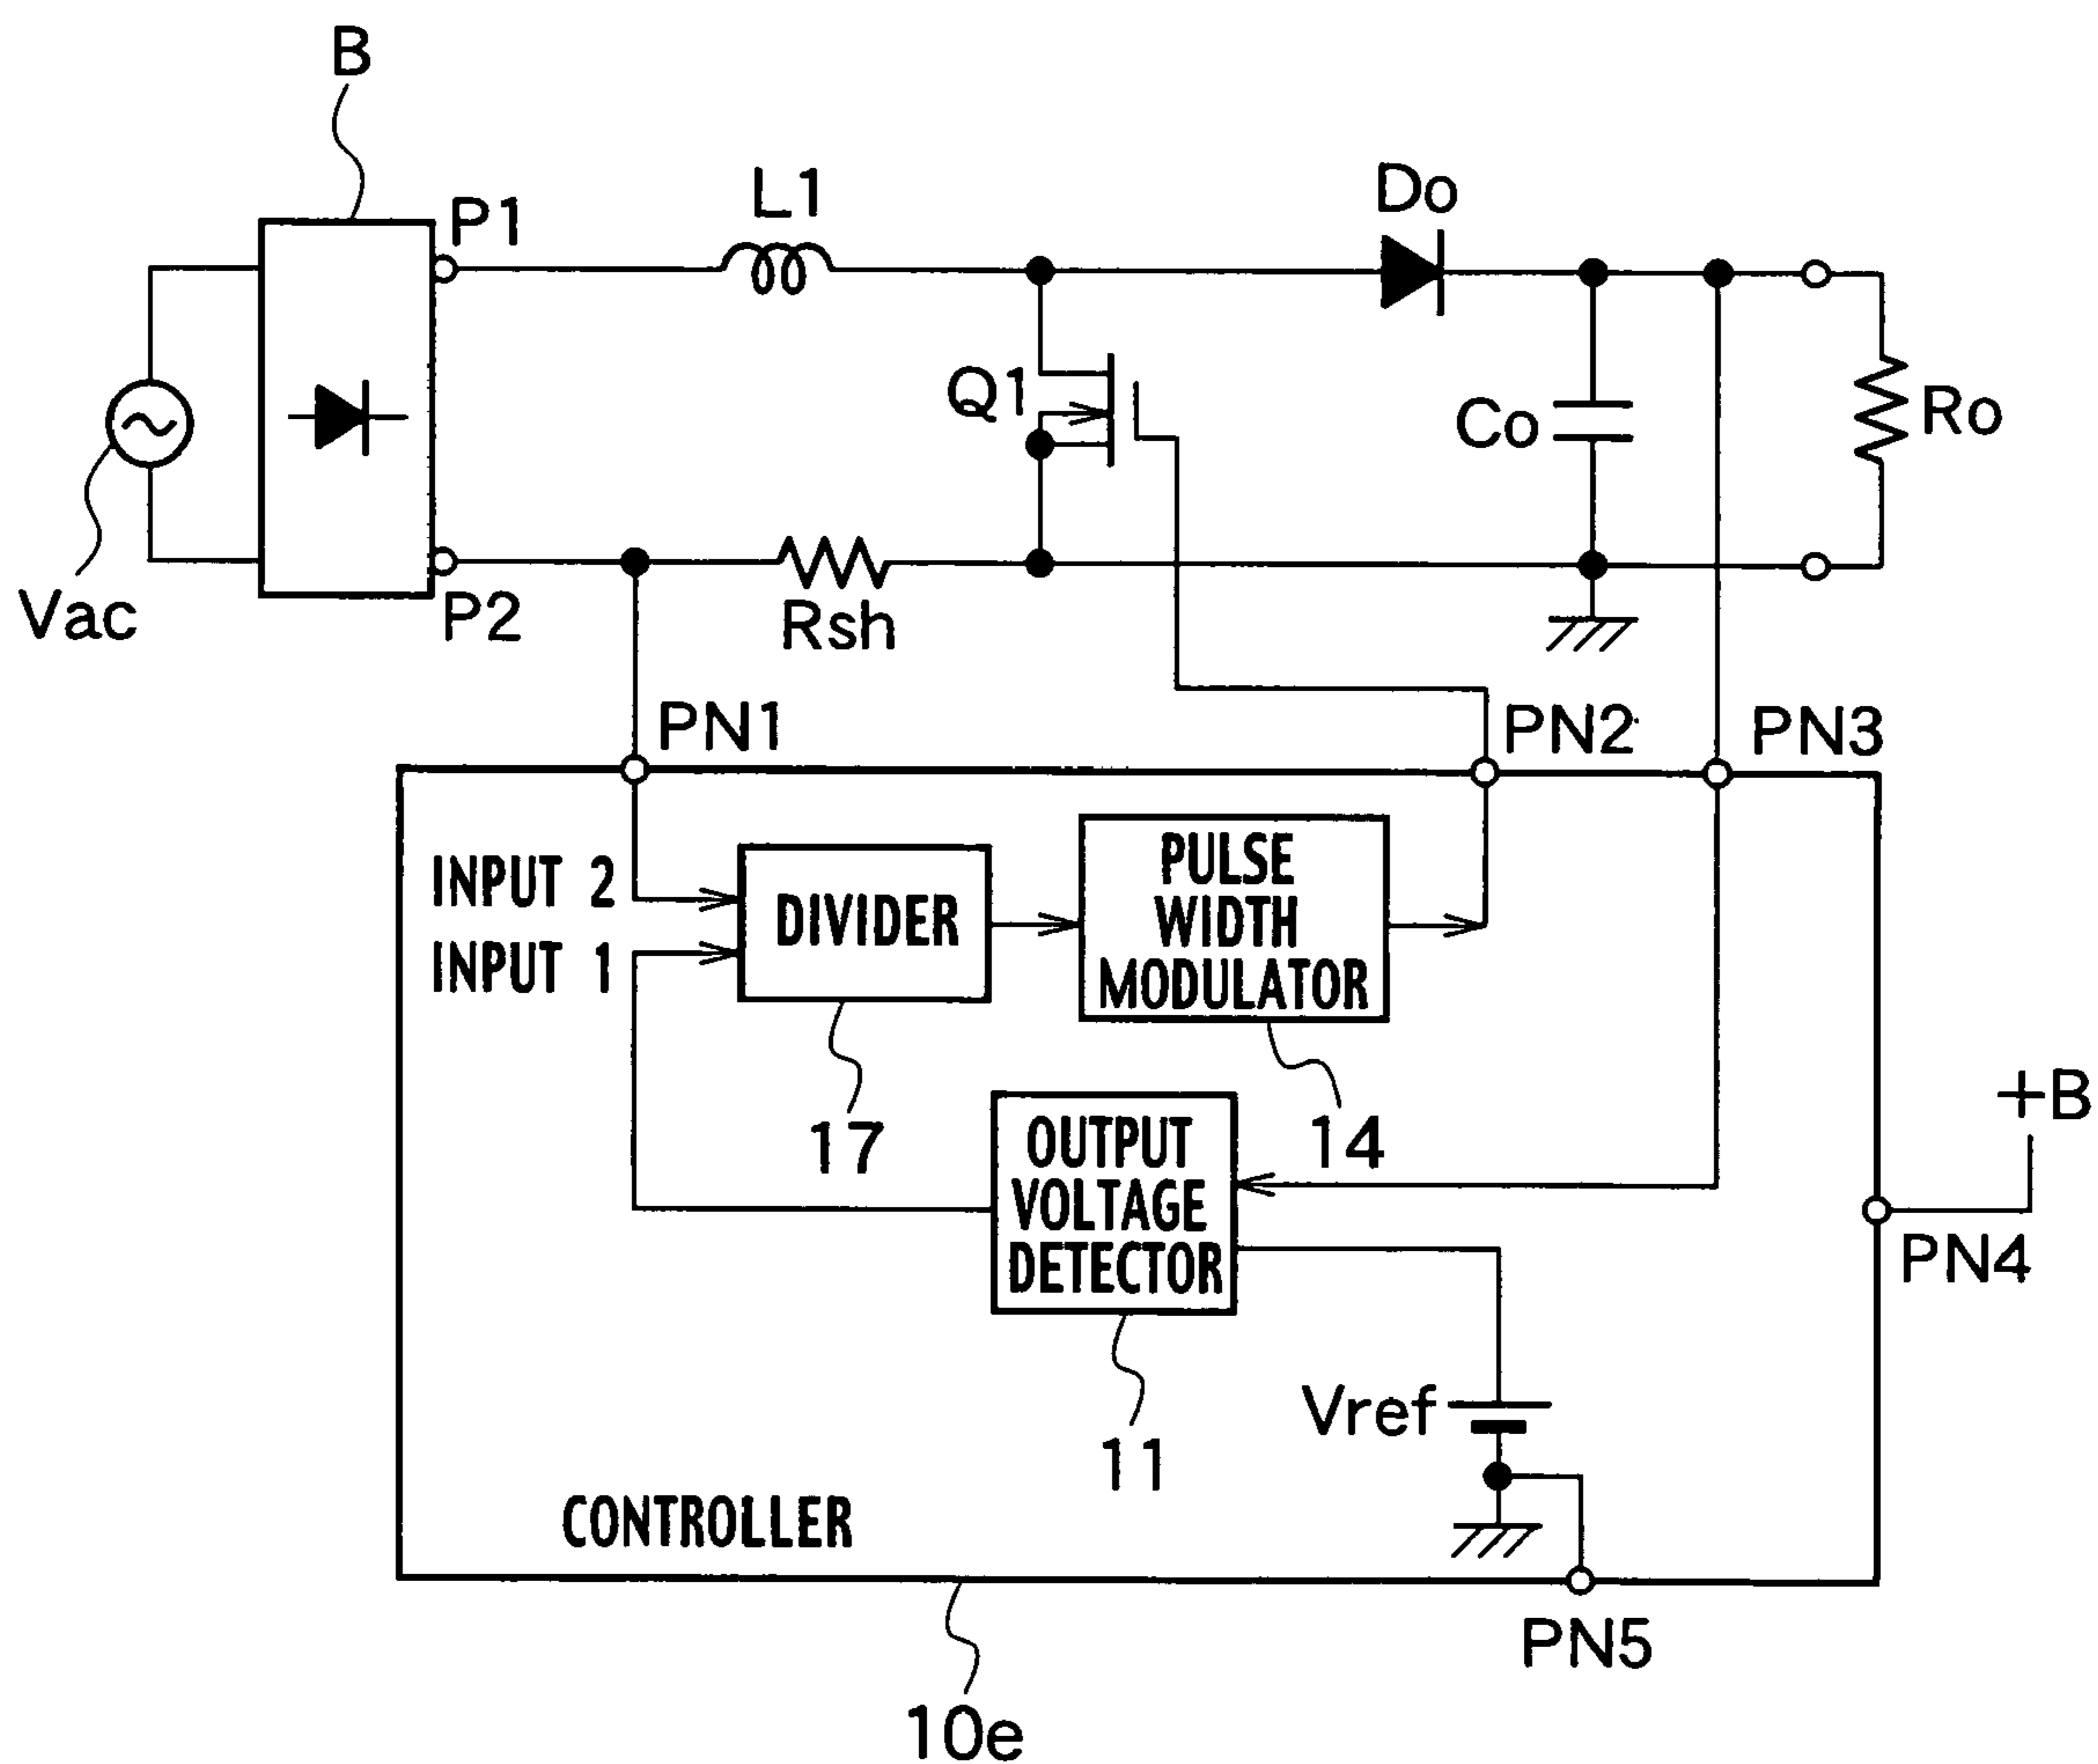 B
P1
L1
Do
Q1
Co
Ro
Vac
P2
Rsh
PN1
PN2
PN3
INPUT 2
INPUT 1
DIVIDER
PULSE
WIDTH
MODULATOR
17
14
OUTPUT
VOLTAGE
DETECTOR
+B
PN4
11
Vref
CONTROLLER
PN5
10e